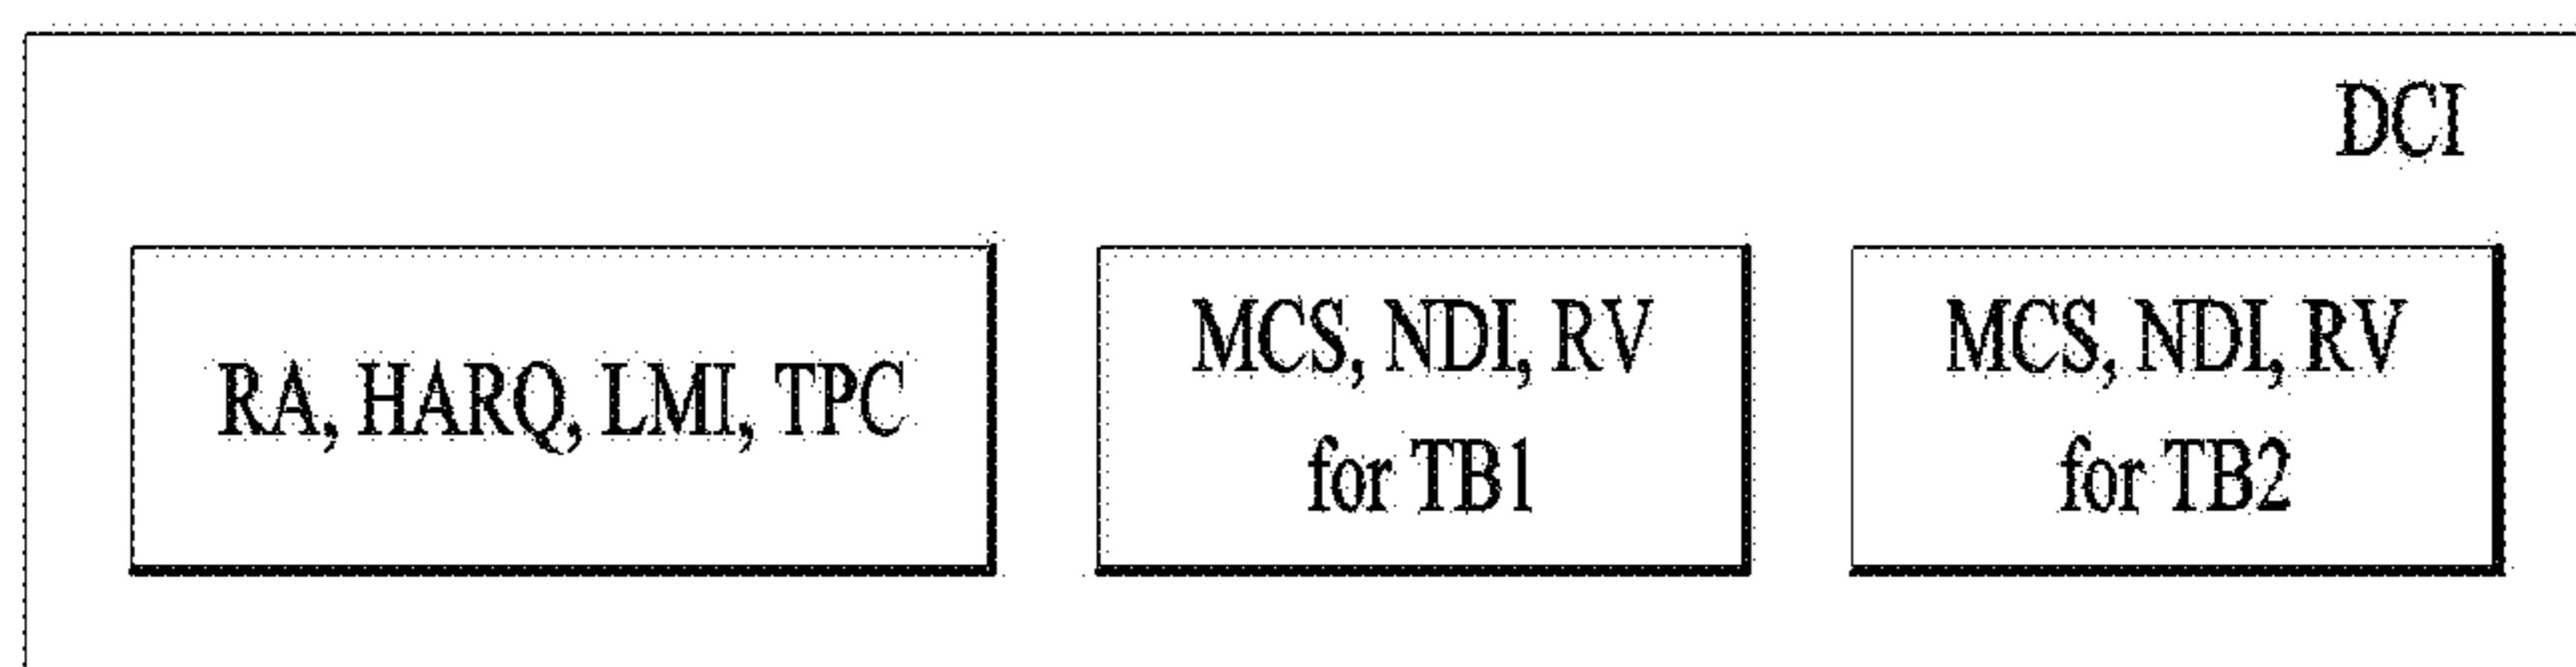 DCI
RA, HARQ, LMI, TPC
MCS, NDI, RV
for TB1
MCS, NDI, RV
for TB2